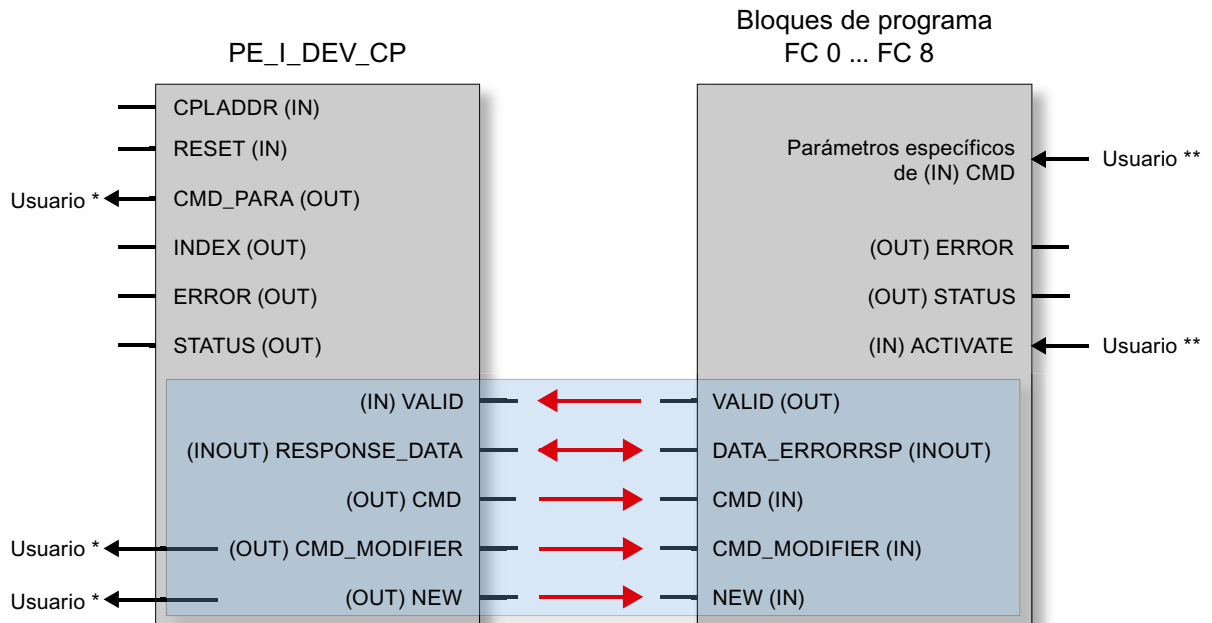 Bloques de programa
PE_I_DEV_CP
FC 0 ... FC 8
CPLADDR (IN)
RESET (IN)
Parámetros específicos
de (IN) CMD
Usuario **
Usuario *
CMD_PARA (OUT)
INDEX (OUT)
(OUT) ERROR
ERROR (OUT)
(OUT) STATUS
STATUS (OUT)
(IN) ACTIVATE
Usuario **
(IN) VALID
VALID (OUT)
(INOUT) RESPONSE_DATA
DATA_ERRORRSP (INOUT)
(OUT) CMD
CMD (IN)
Usuario *
(OUT) CMD_MODIFIER
CMD_MODIFIER (IN)
Usuario *
(OUT) NEW
NEW (IN)